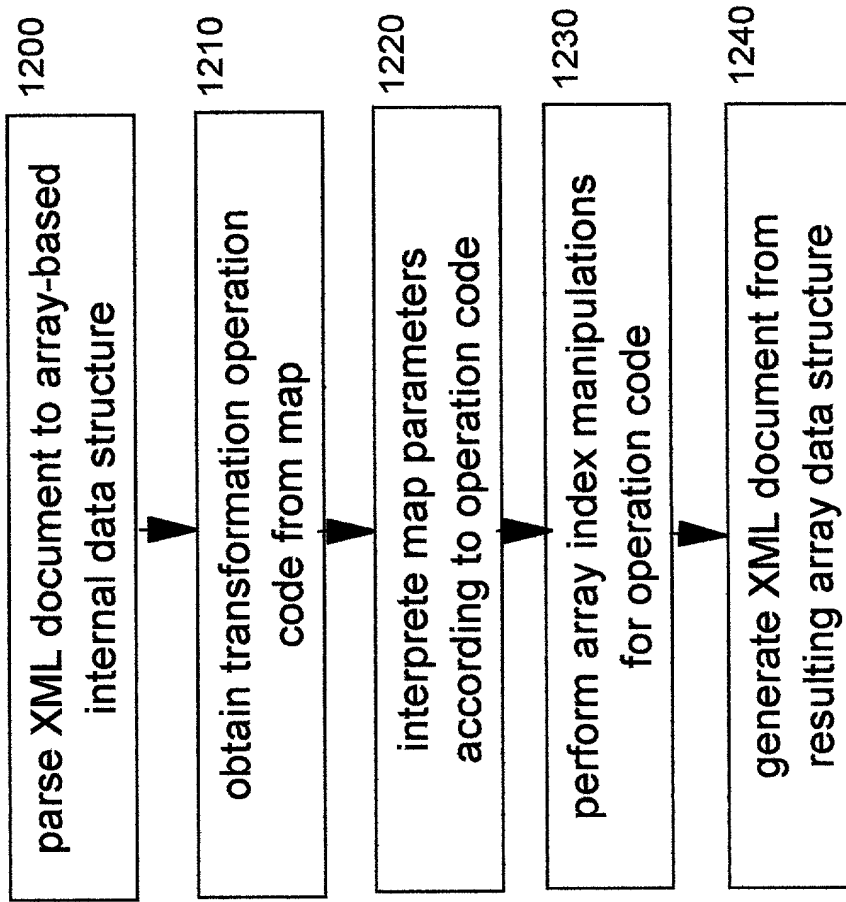 1200
parse XML document to array-based
internal data structure
1210
obtain transformation operation
code from map
1220
interprete map parameters
according to operation code
1230
perform array index manipulations
for operation code
1240
generate XML document from
resulting array data structure